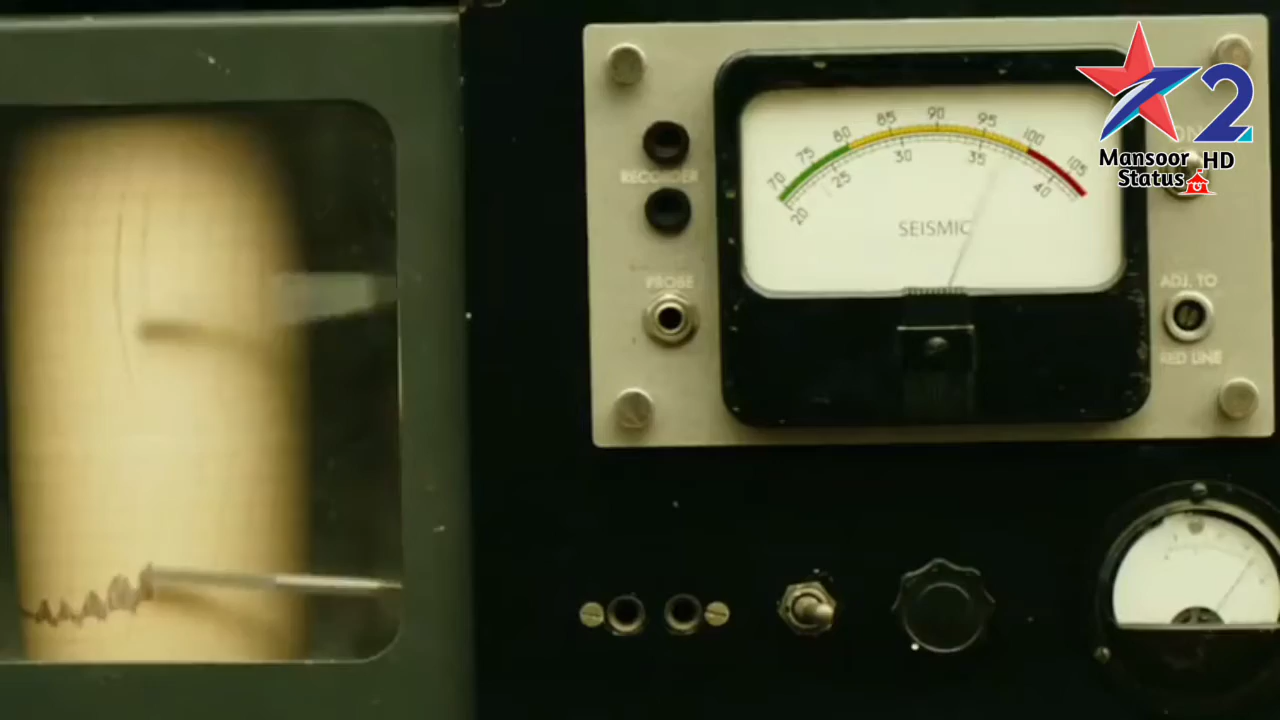 2
Mansoor HD
Status
RECORDER
PROBE
70 75 80 85 90 95 100 105
20 25 30 35 40
SEISMIC
ADJ. TO
RED LINE